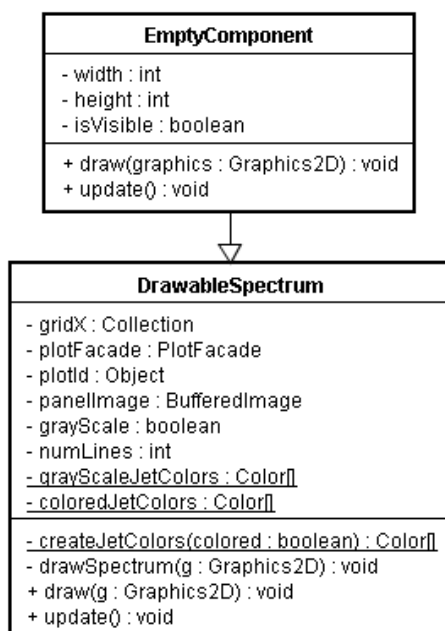 EmptyComponent
- width : int
- height : int
- isVisible : boolean
+ draw(graphics : Graphics2D) : void
+ update() : void
DrawableSpectrum
- gridX : Collection
- plotFacade : PlotFacade
- plotId : Object
- panelImage : BufferedImage
- grayScale : boolean
- numLines : int
- grayScaleJetColors : Color[]
- coloredJetColors : Color[]
- createJetColors(colored : boolean) : Color[]
- drawSpectrum(g : Graphics2D) : void
+ draw(g : Graphics2D) : void
+ update() : void